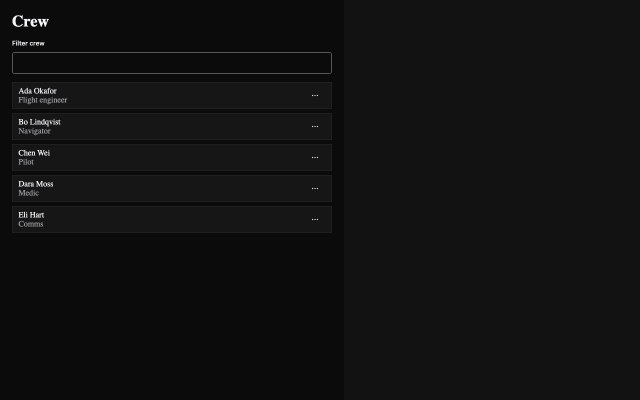 Crew
Filter crew
Ada Okafor
Flight engineer
...
Bo Lindqvist
Navigator
...
Chen Wei
Pilot
...
Dara Moss
Medic
...
Eli Hart
Comms
...